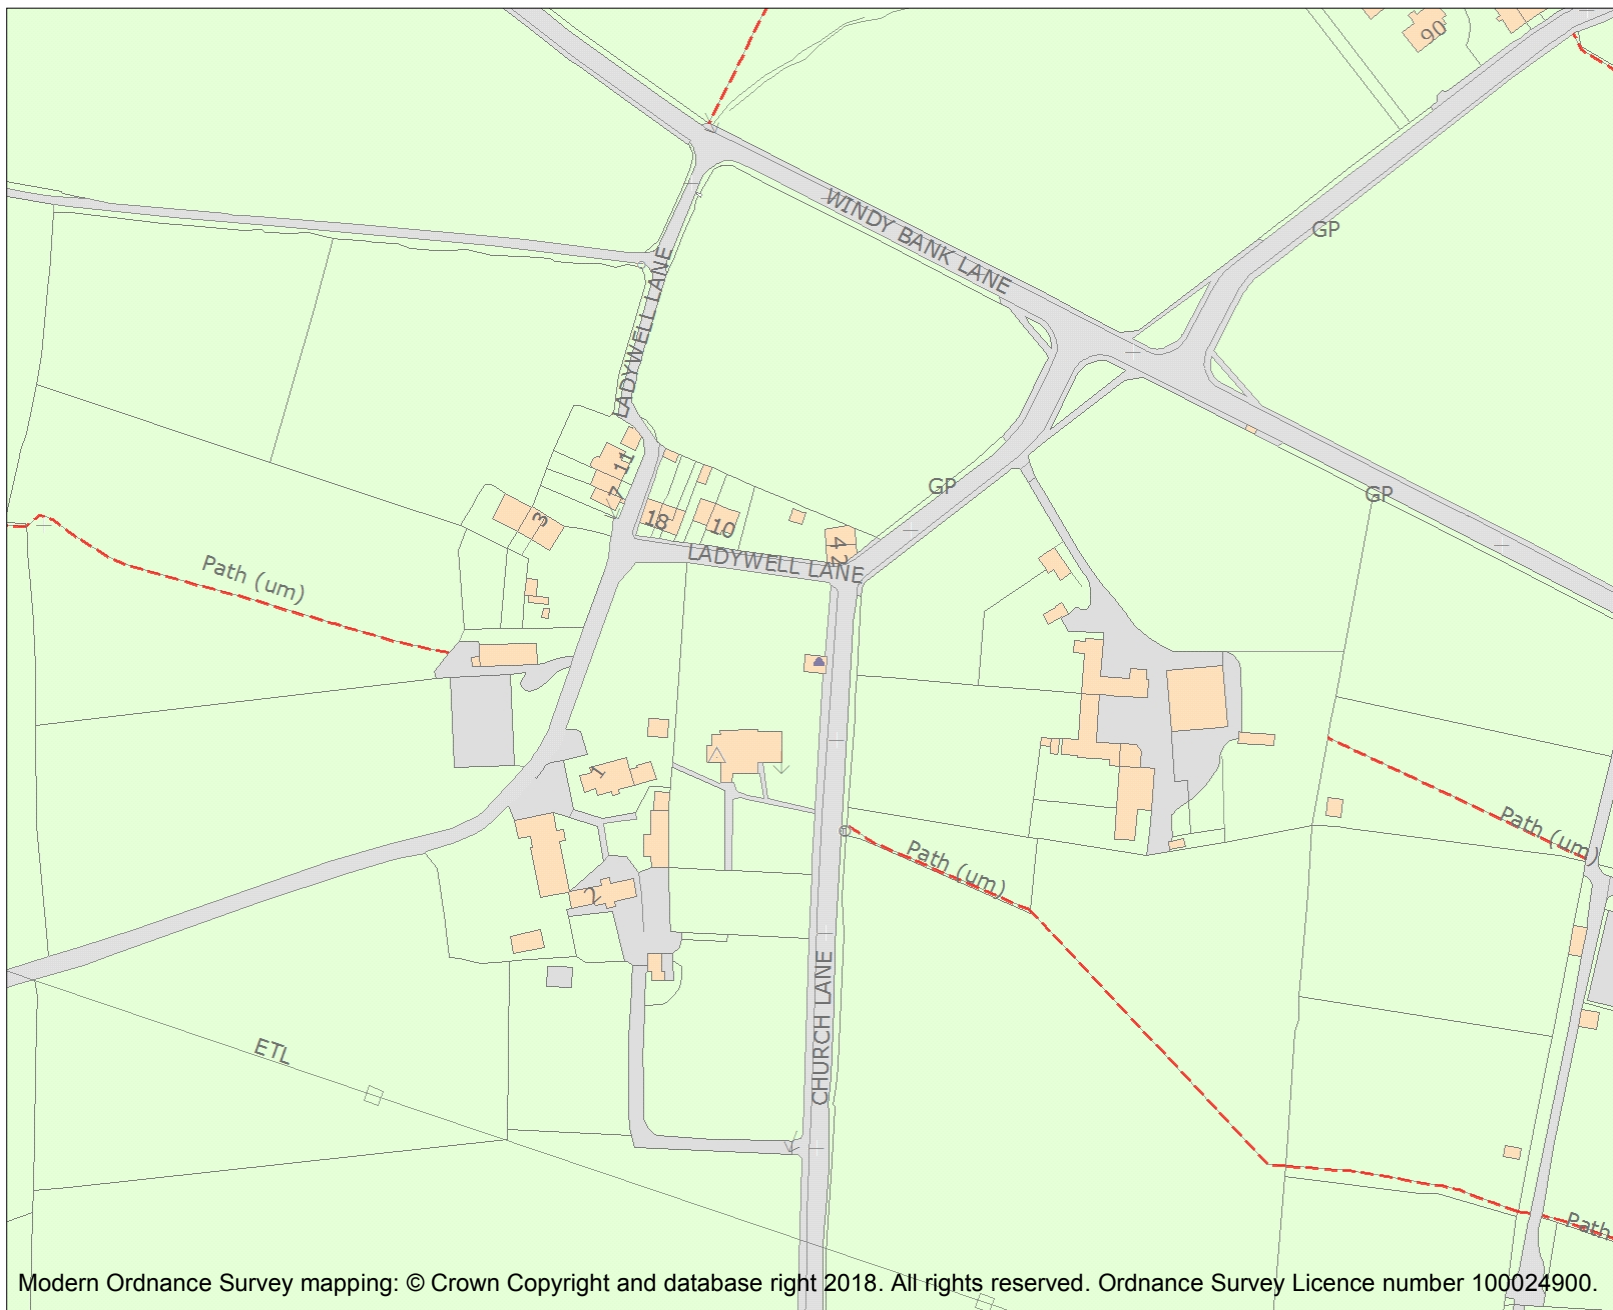 90
WINDY BANK LANE
GP
LADYWELL LANE
11
7
3
18
10
GP
GP
4
2
LADYWELL LANE
Path (um)
1
Path (um)
Path (um)
2
CHURCH LANE
ETL
Path
Modern Ordnance Survey mapping: © Crown Copyright and database right 2018. All rights reserved. Ordnance Survey Licence number 100024900.